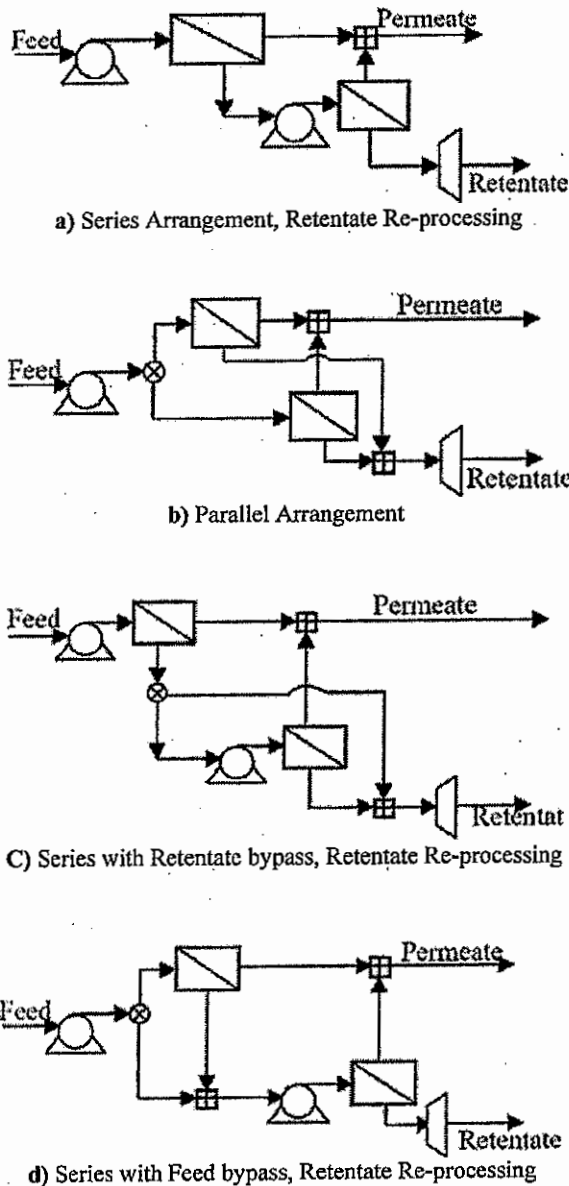 Feed
Permeate
Retentate
a) Series Arrangement, Retentate Re-processing
Permeate
Feed
Retentate
b) Parallel Arrangement
Feed
Permeate
Retentat
C) Series with Retentate bypass, Retentate Re-processing
Permeate
Feed
Retentate
d) Series with Feed bypass, Retentate Re-processing